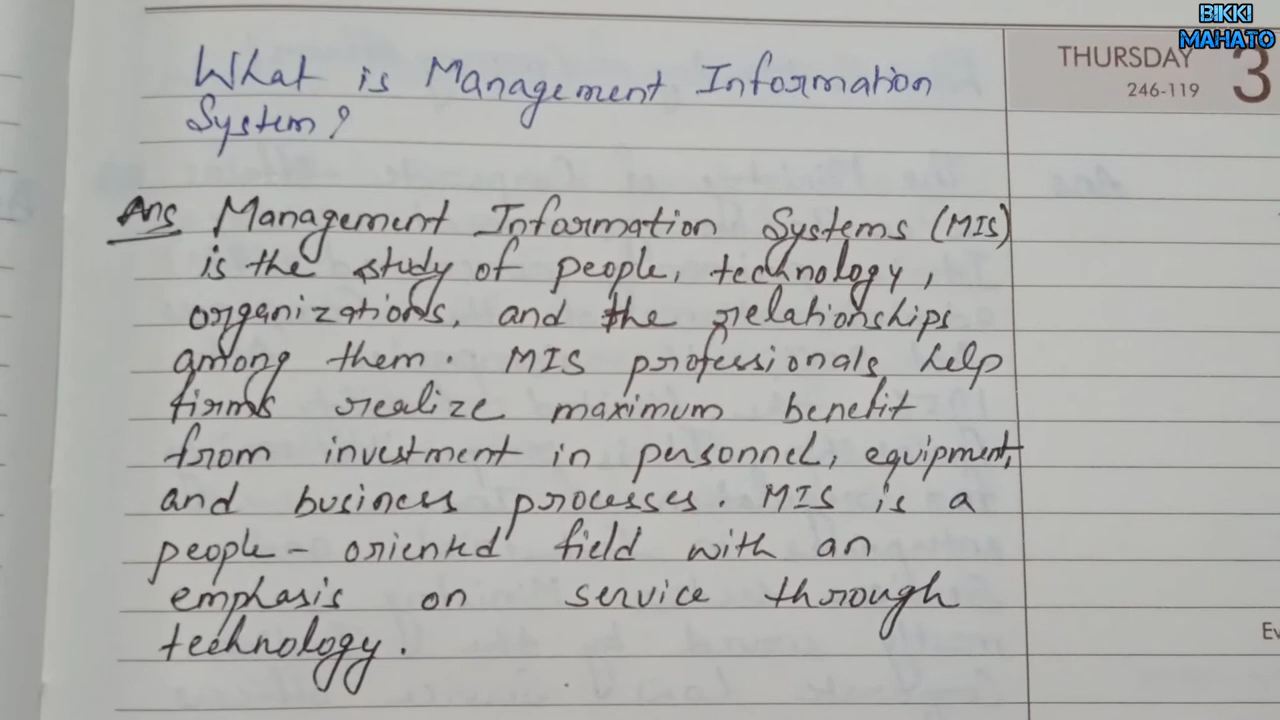 BIKKI
MAHATO
THURSDAY 3
246-119
What is Management Information
System?
Ans Management Information Systems (MIS)
is the study of people, technology,
organizations, and the relationships
among them. MIS professionals help
firms realize maximum benefit
from investment in personnel, equipment,
and business processes. MIS is a
people-oriented field with an
emphasis on service through
technology.